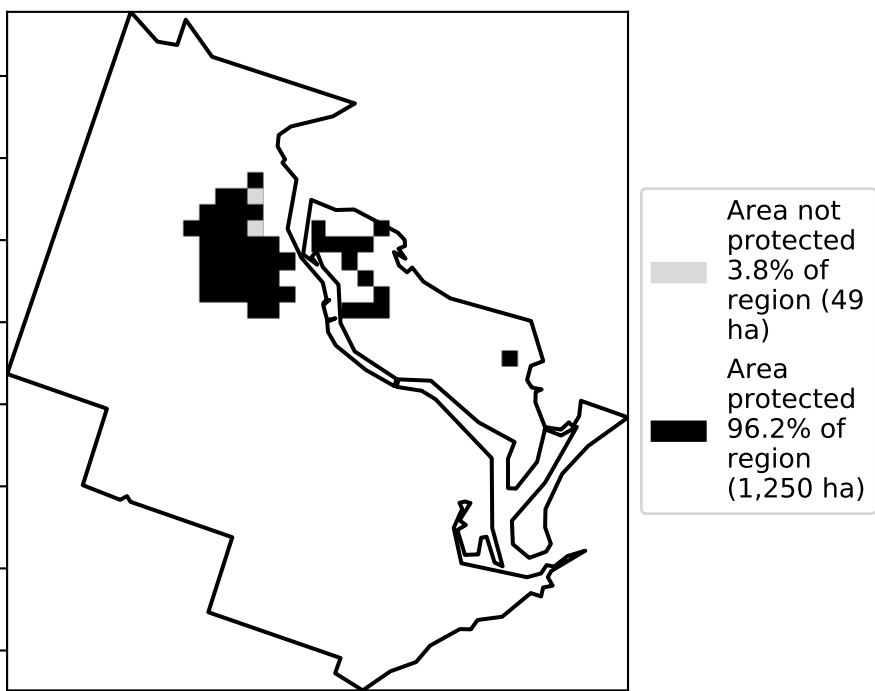 Area not
protected
3.8% of
region (49
ha)
Area
protected
96.2% of
region
(1,250 ha)